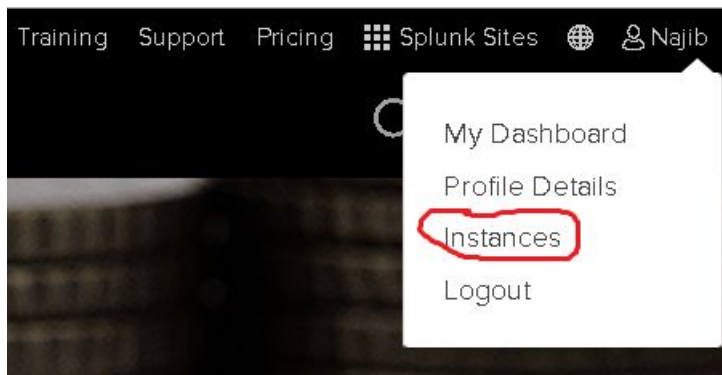 Training Support Pricing Splunk Sites Najib
My Dashboard
Profile Details
Instances
Logout